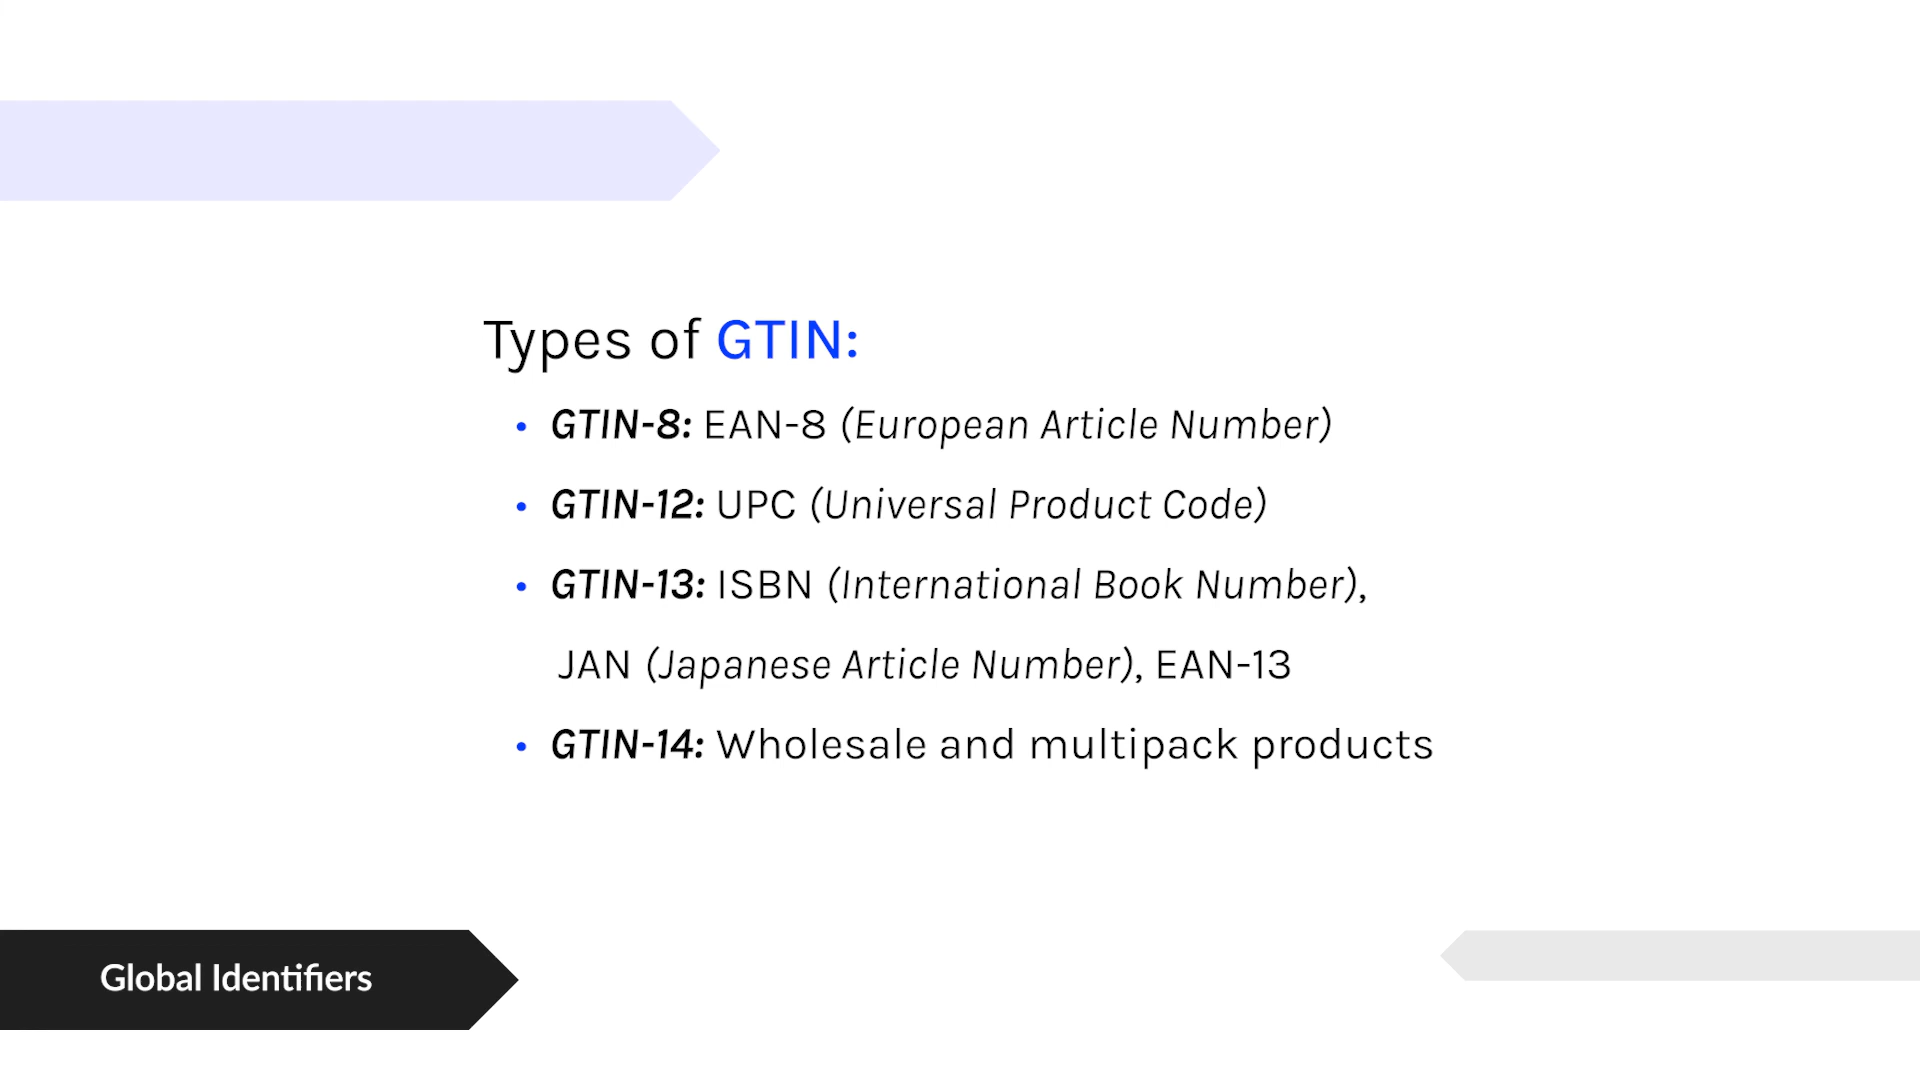 Types of GTIN:
• GTIN-8: EAN-8 (European Article Number)
• GTIN-12: UPC (Universal Product Code)
• GTIN-13: ISBN (International Book Number),
JAN (Japanese Article Number), EAN-13
• GTIN-14: Wholesale and multipack products
Global Identifiers